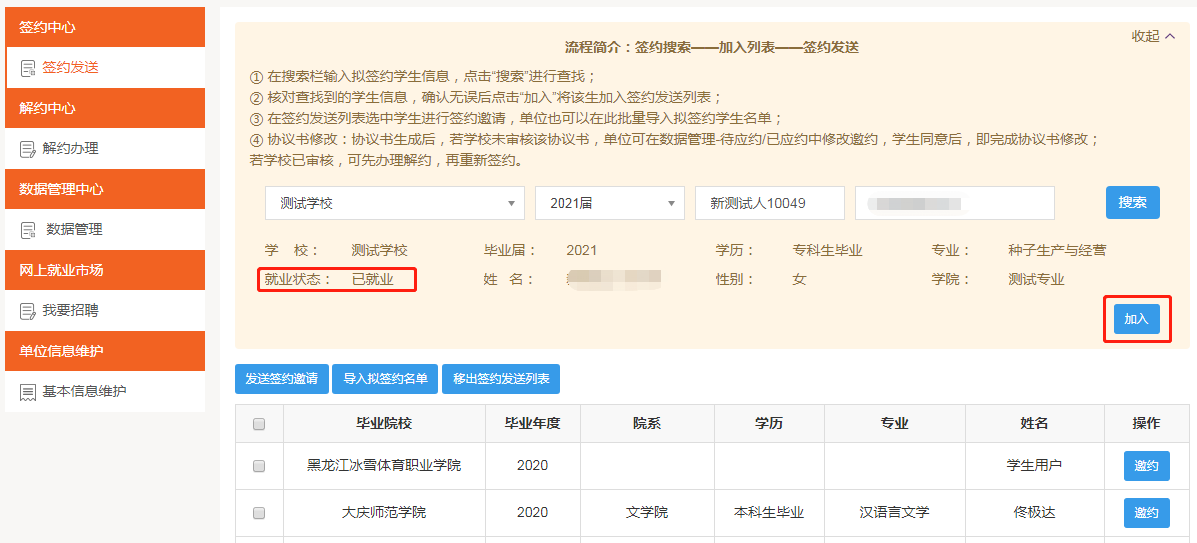 签约中心
签约发送
解约中心
解约办理
数据管理中心
数据管理
网上就业市场
我要招聘
单位信息维护
基本信息维护
收起
流程简介：签约搜索——加入列表——签约发送
① 在搜索栏输入拟签约学生信息，点击“搜索”进行查找；
② 核对查找到的学生信息，确认无误后点击“加入”将该生加入签约发送列表；
③ 在签约发送列表选中学生进行签约邀请，单位也可以在此批量导入拟签约学生名单；
④ 协议书修改：协议书生成后，若学校未审核该协议书，单位可在数据管理-待应约/已应约中修改邀约，学生同意后，即完成协议书修改；
若学校已审核，可先办理解约，再重新签约。
测试学校 2021届 新测试人10049 搜索
学 校： 测试学校 毕业届： 2021 学历： 专科生毕业 专业： 种子生产与经营
就业状态： 已就业 姓 名： 性别： 女 学院： 测试专业
加入
发送签约邀请 导入拟签约名单 移出签约发送列表
毕业院校 毕业年度 院系 学历 专业 姓名 操作
黑龙江冰雪体育职业学院 2020 学生用户 邀约
大庆师范学院 2020 文学院 本科生毕业 汉语言文学 佟极达 邀约